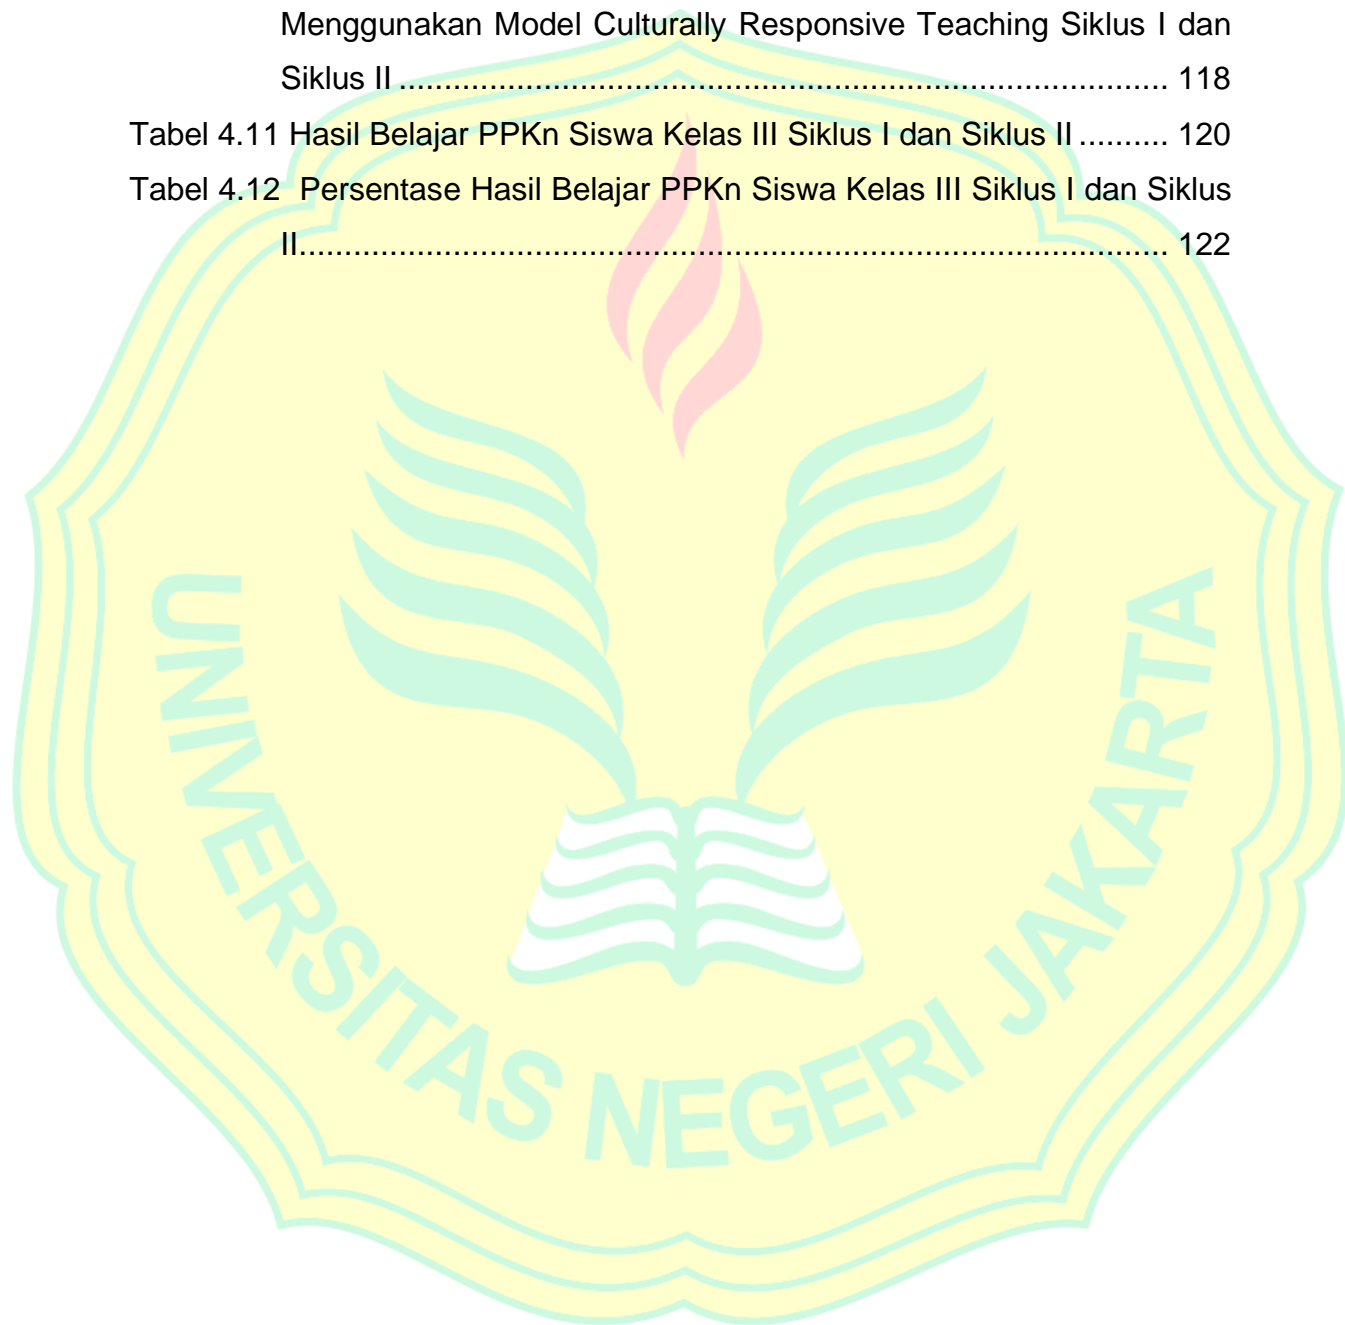 Menggunakan Model Culturally Responsive Teaching Siklus I dan
Siklus II ..................................................................................... 118
Tabel 4.11 Hasil Belajar PPKn Siswa Kelas III Siklus I dan Siklus II .......... 120
Tabel 4.12 Persentase Hasil Belajar PPKn Siswa Kelas III Siklus I dan Siklus
II................................................................................................ 122
UNIVERSITAS NEGERI JAKARTA